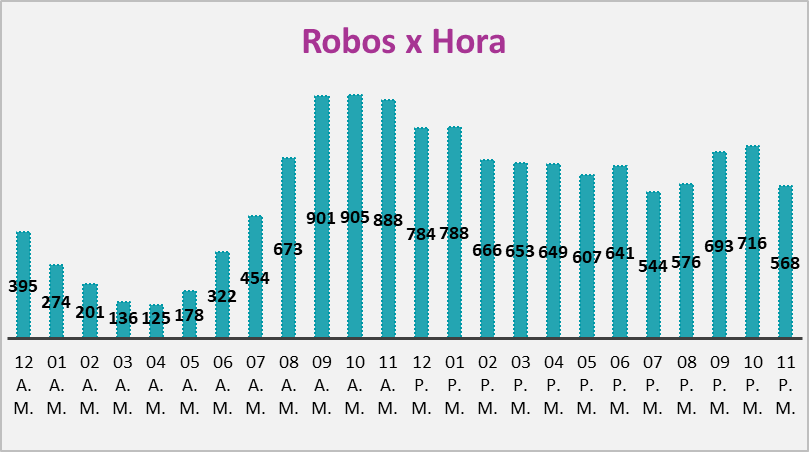 Robos x Hora
395 274 201 136 125 178 322 454 673 901 905 888 784 788 666 653 649 607 641 544 576 693 716 568
12 01 02 03 04 05 06 07 08 09 10 11 12 01 02 03 04 05 06 07 08 09 10 11
A. A. A. A. A. A. A. A. A. A. A. A. P. P. P. P. P. P. P. P. P. P. P. P.
M. M. M. M. M. M. M. M. M. M. M. M. M. M. M. M. M. M. M. M. M. M. M. M.